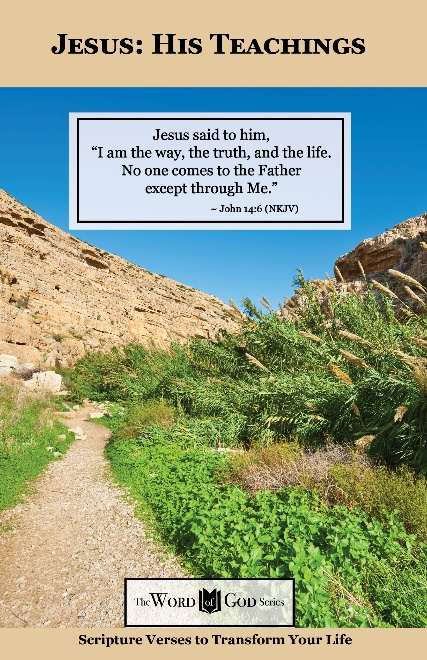 Jesus: His Teachings
Jesus said to him,
“I am the way, the truth, and the life.
No one comes to the Father
except through Me.”
~ John 14:6 (NKJV)
The Word of God Series
Scripture Verses to Transform Your Life